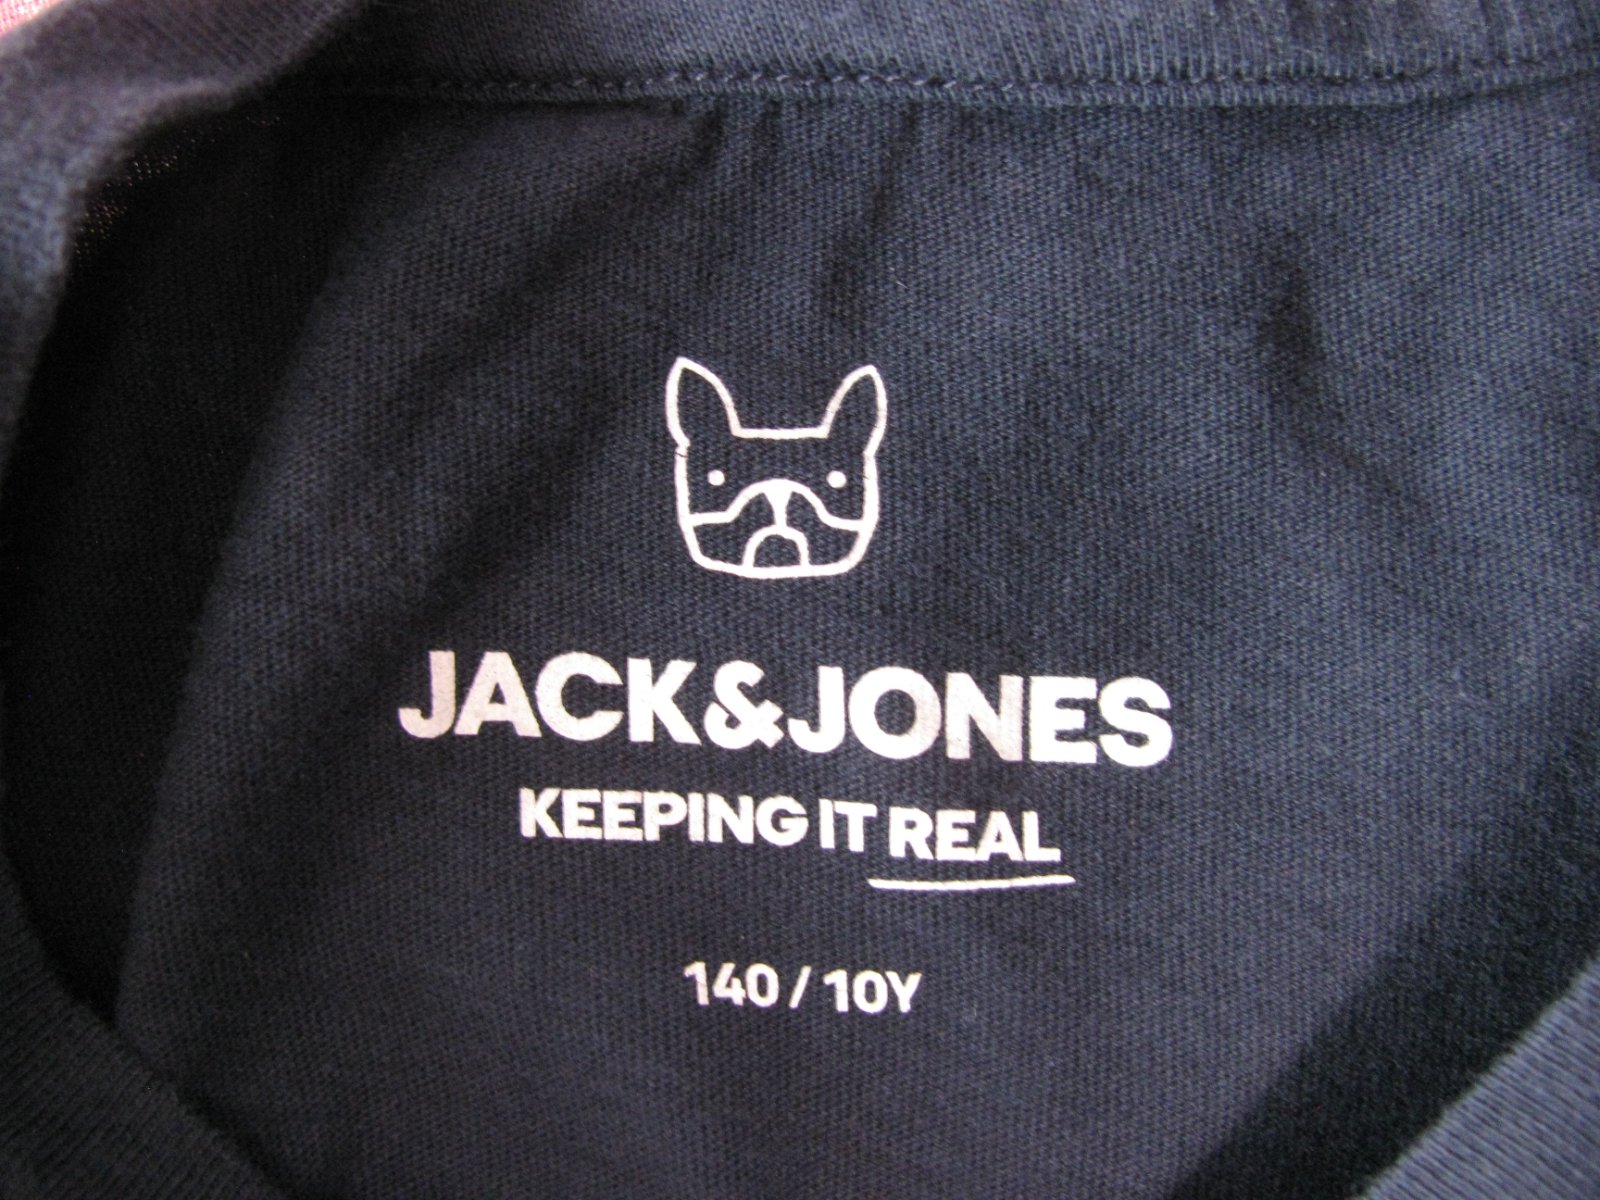 JACK&JONES
KEEPING IT REAL
140 / 10Y